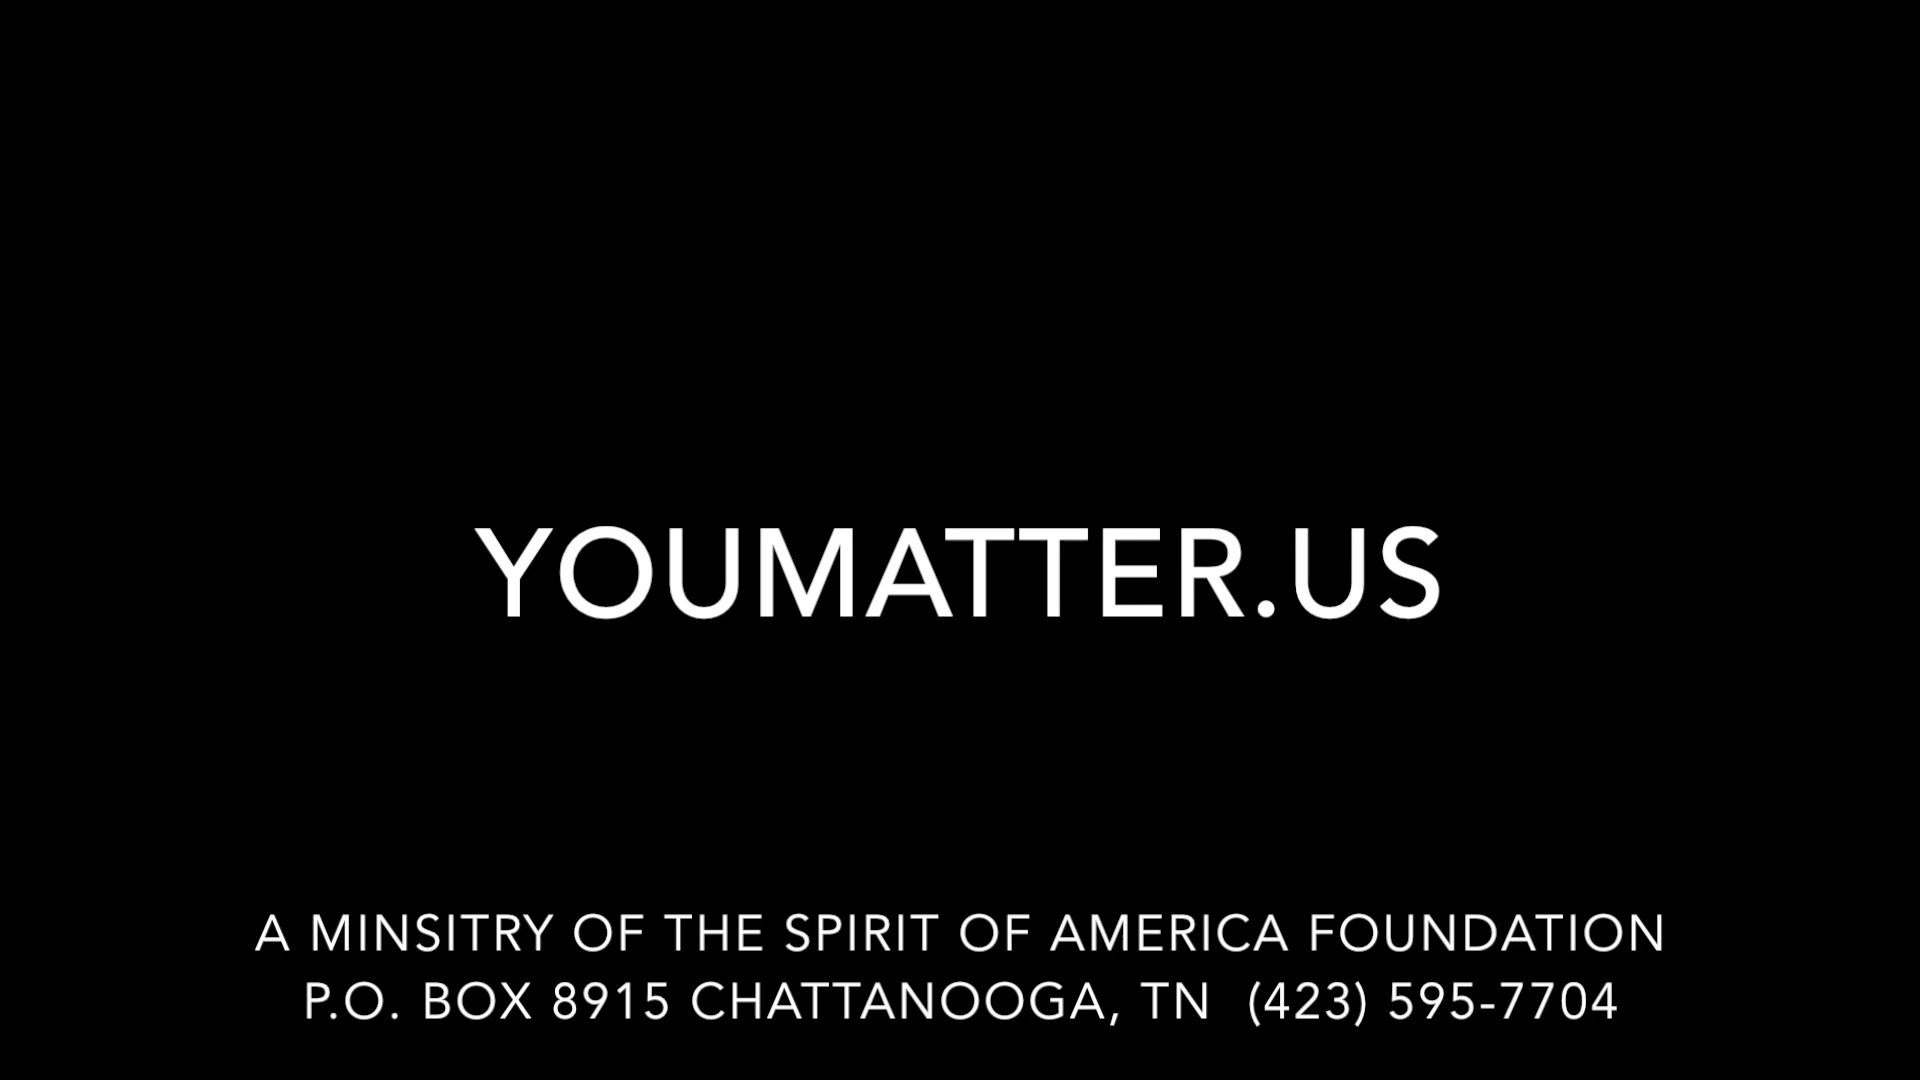 YOUMATTER.US
A MINSITRY OF THE SPIRIT OF AMERICA FOUNDATION
P.O. BOX 8915 CHATTANOOGA, TN (423) 595-7704